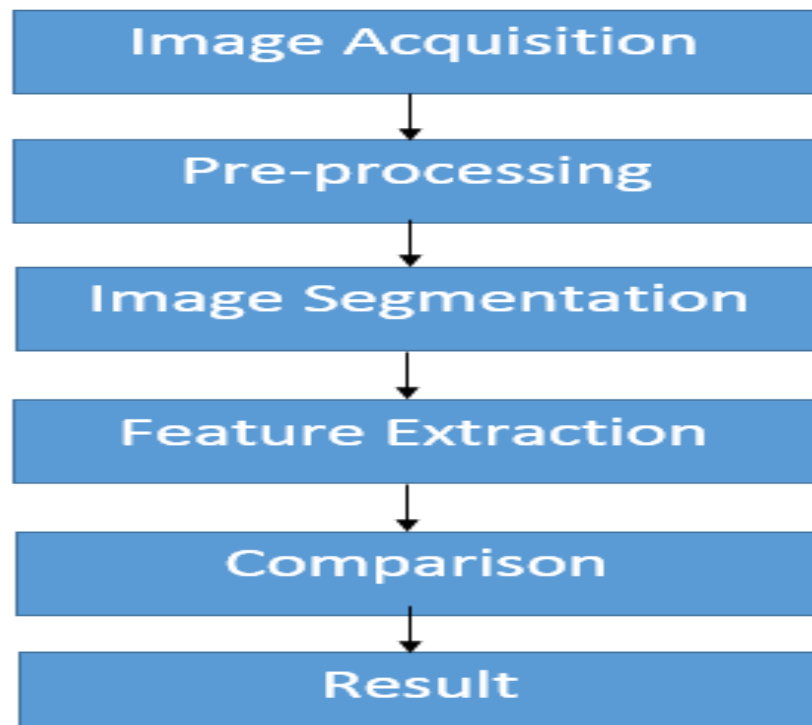 Image Acquisition
Pre-processing
Image Segmentation
Feature Extraction
Comparison
Result